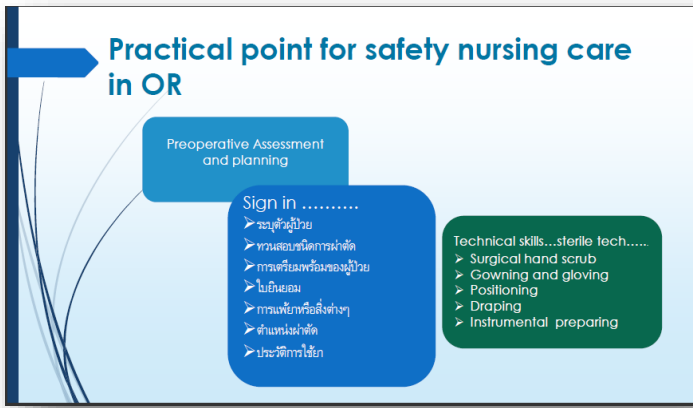 Practical point for safety nursing care
in OR
Preoperative Assessment
and planning
Sign in ..........
➢ระบุตัวผู้ป่วย
➢ทวนสอบชนิดการผ่าตัด
➢การเตรียมพร้อมของผู้ป่วย
➢ใบยินยอม
➢การแพ้ยาหรือสิ่งต่างๆ
➢ตำแหน่งผ่าตัด
➢ประวัติการใช้ยา
Technical skills...sterile tech......
➢ Surgical hand scrub
➢ Gowning and gloving
➢ Positioning
➢ Draping
➢ Instrumental preparing